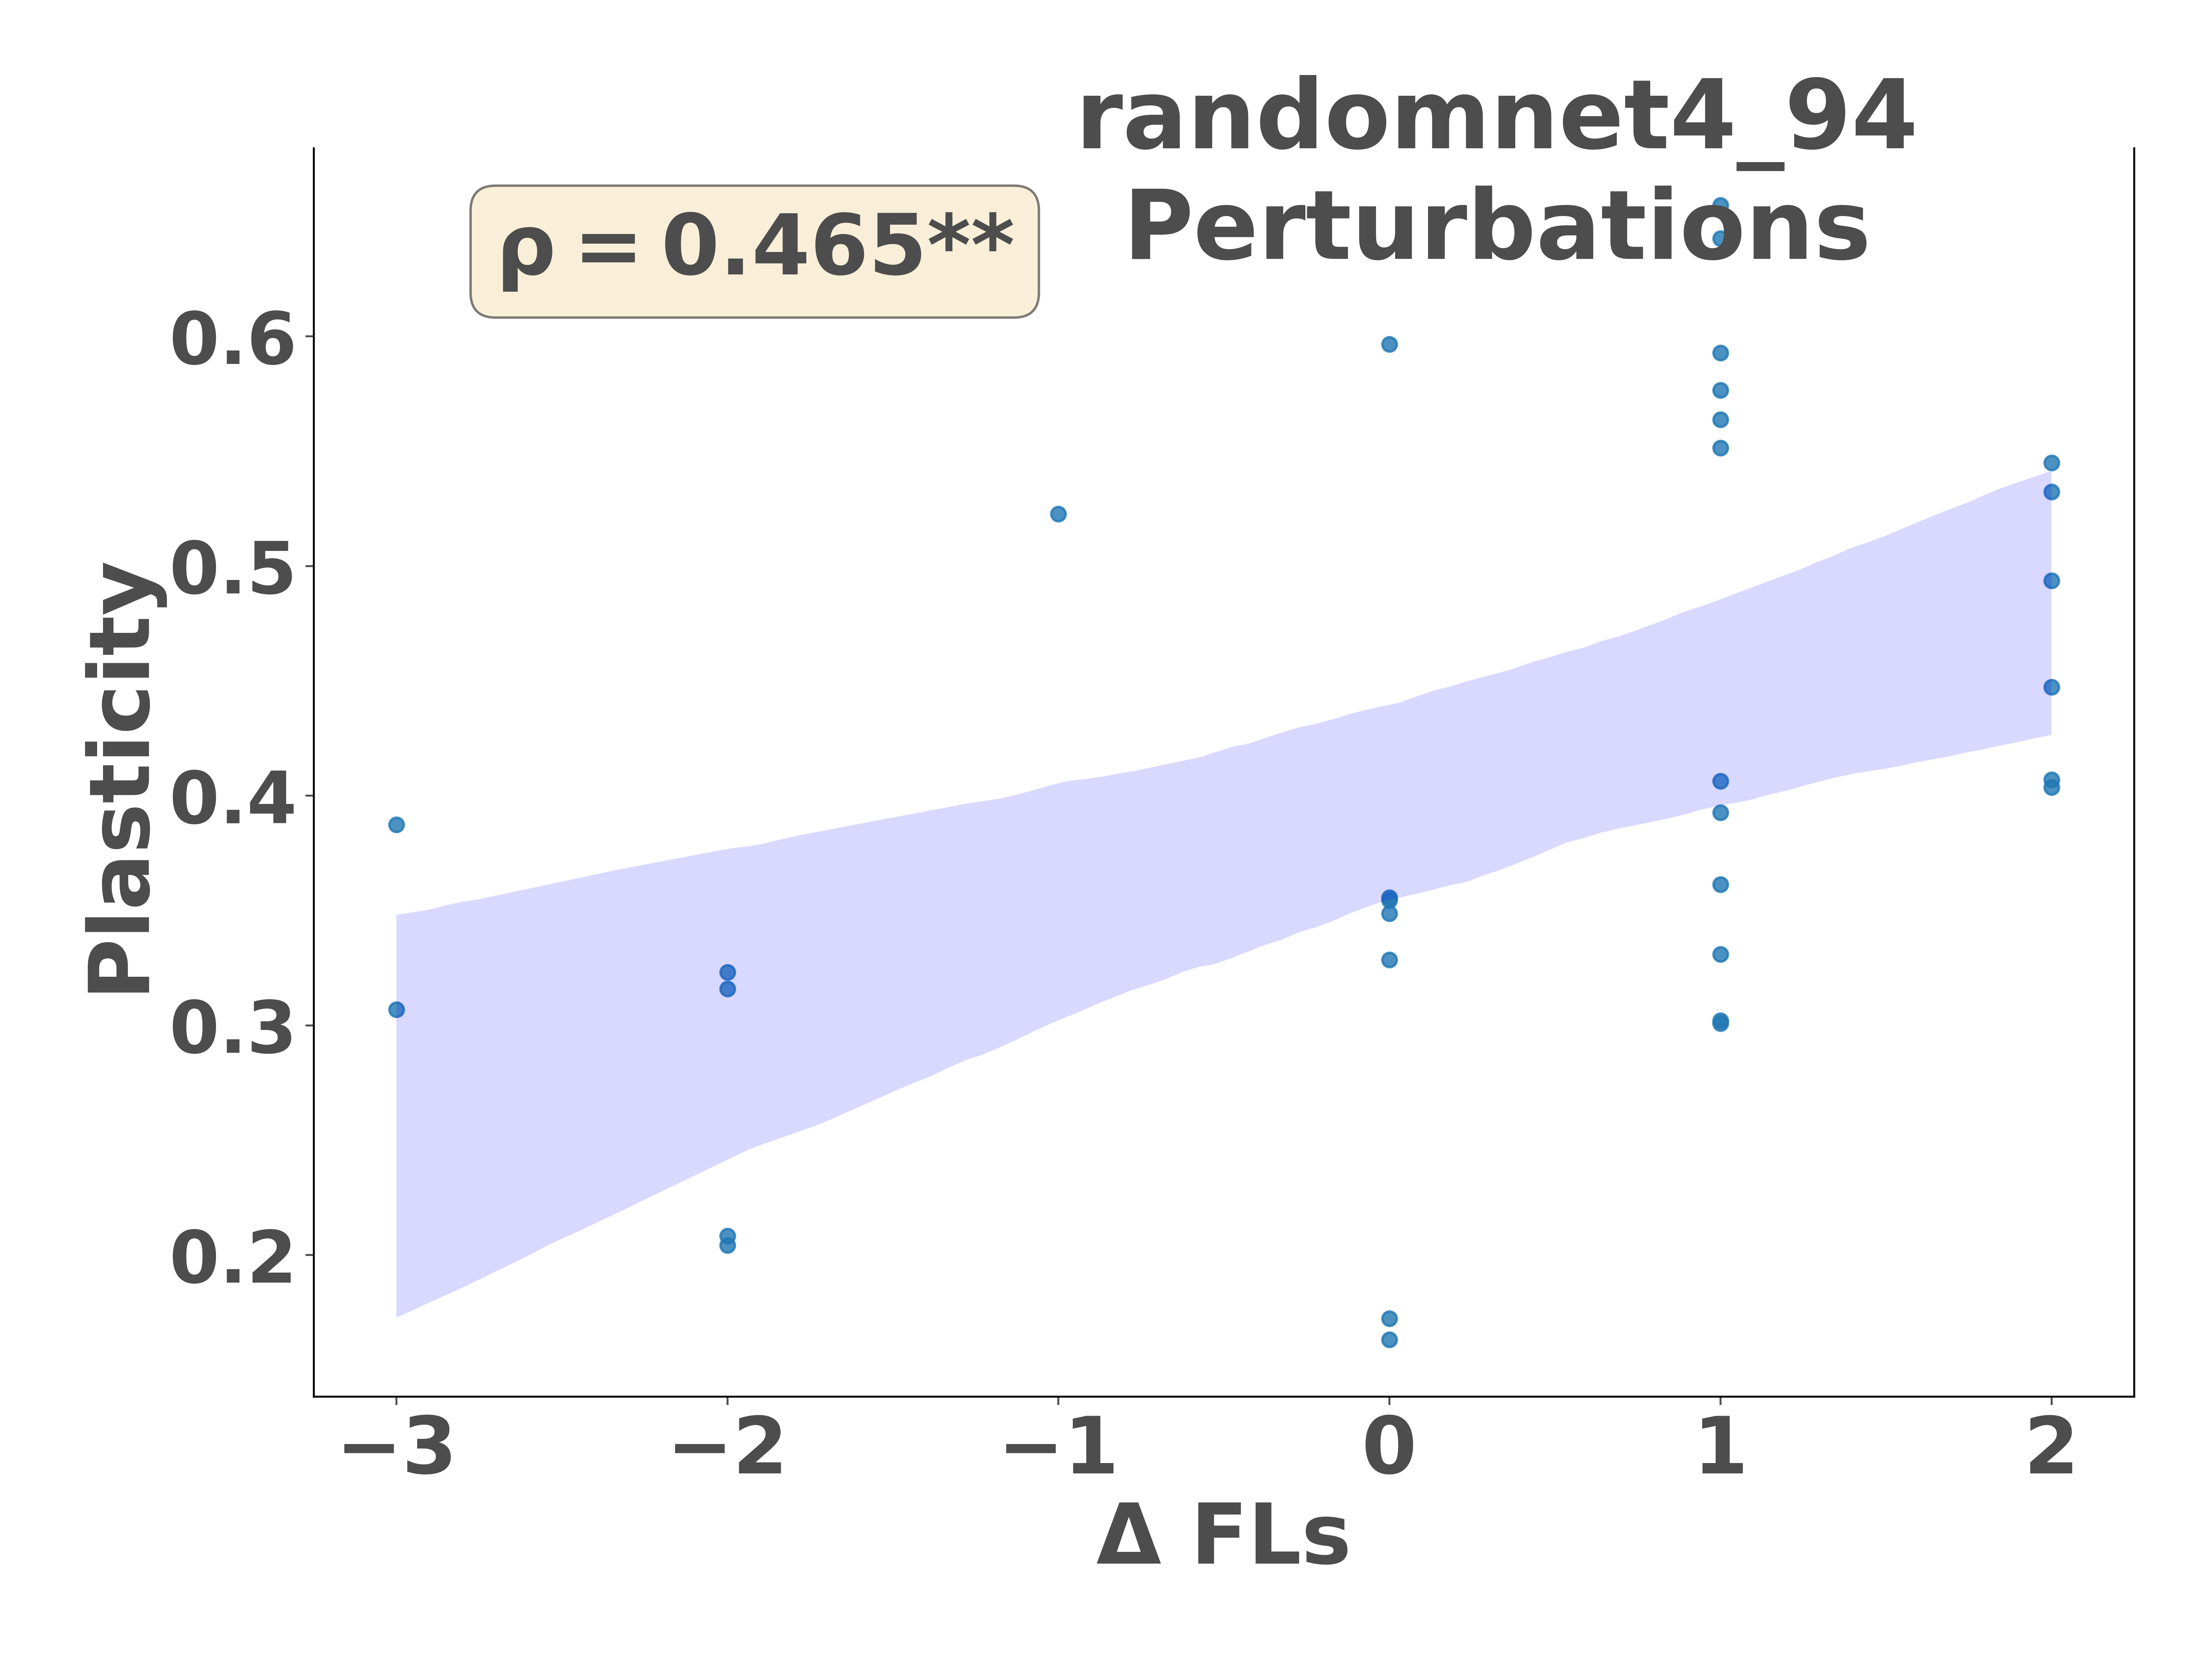 randomnet4_94
Perturbations
ρ = 0.465**
Plasticity
0.6
0.5
0.4
0.3
0.2
−3 −2 −1 0 1 2
Δ FLs